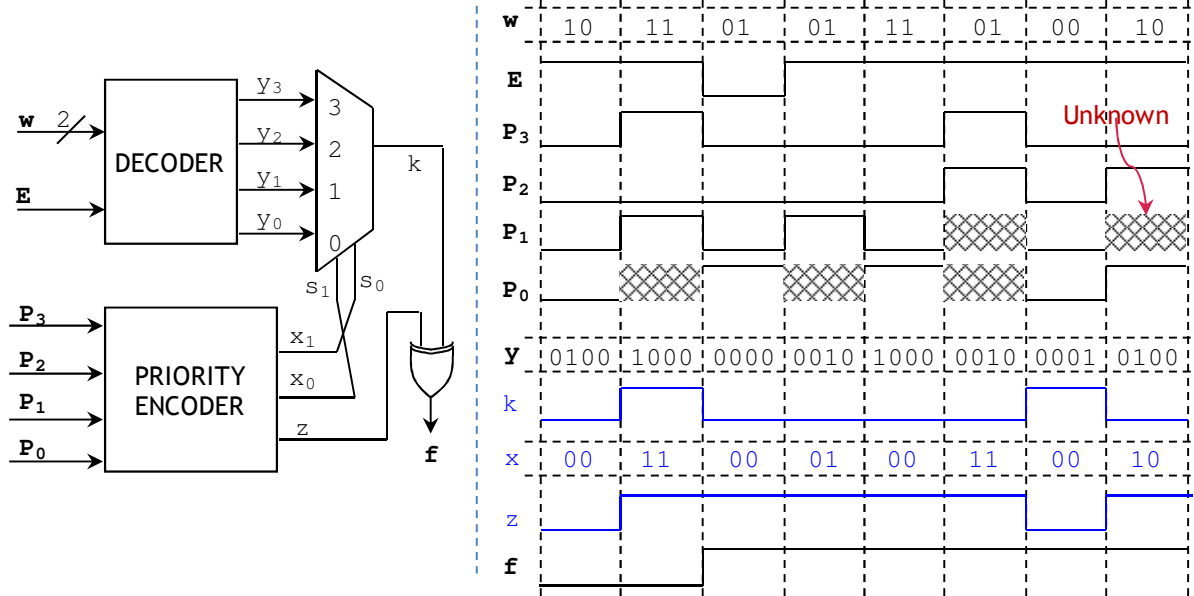 w 2
E
DECODER
y3
y2
y1
y0
3
2
1
0
k
s1 s0
P3
P2
P1
P0
PRIORITY
ENCODER
x1
x0
z
f
w 10 11 01 01 11 01 00 10
E
P3
Unknown
P2
P1
P0
y 0100 1000 0000 0010 1000 0010 0001 0100
k
x 00 11 00 01 00 11 00 10
z
f